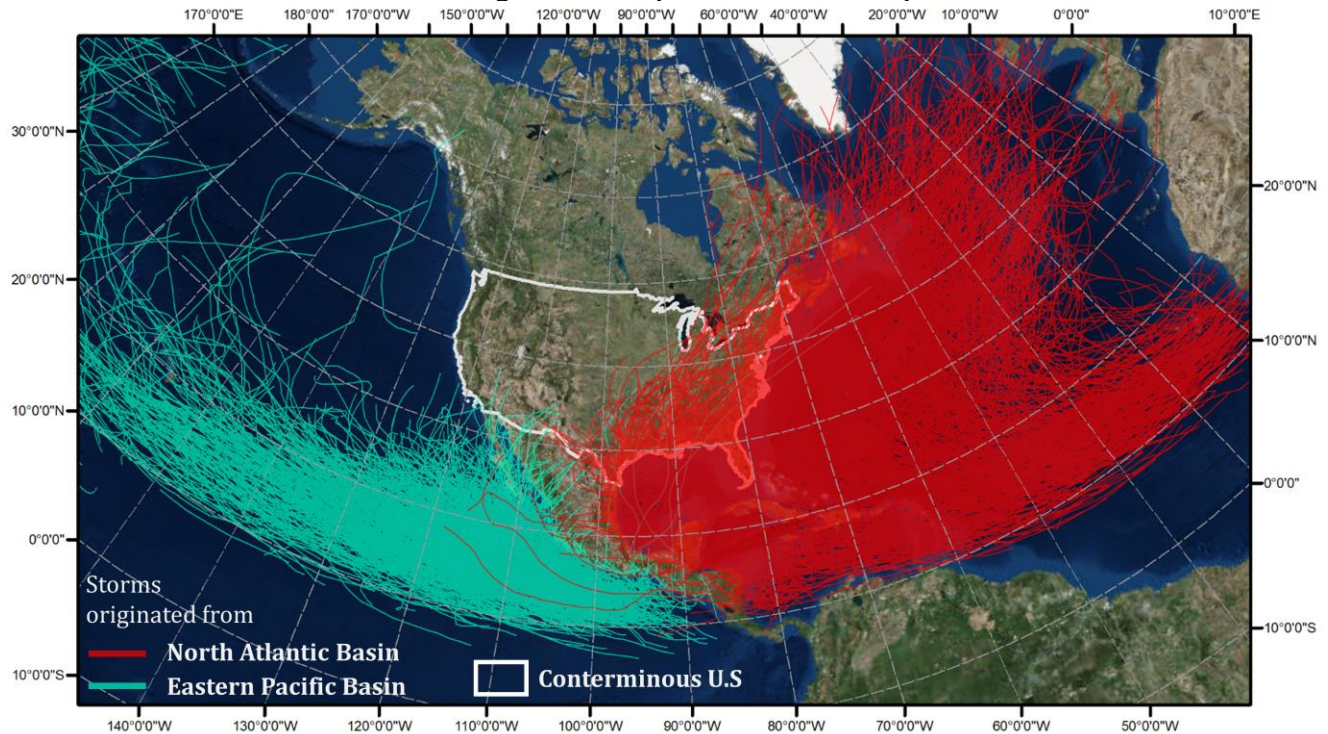 170°0'0"E 180°0'0" 170°0'0"W 150°0'0"W 120°0'0"W 90°0'0"W 60°0'0"W 40°0'0"W 20°0'0"W 10°0'0"W 0°0'0" 10°0'0"E
30°0'0"N
20°0'0"N
20°0'0"N
10°0'0"N
10°0'0"N
0°0'0"
0°0'0"
10°0'0"S
10°0'0"S
Storms
originated from
North Atlantic Basin
Eastern Pacific Basin
Conterminous U.S
140°0'0"W 130°0'0"W 120°0'0"W 110°0'0"W 100°0'0"W 90°0'0"W 80°0'0"W 70°0'0"W 60°0'0"W 50°0'0"W